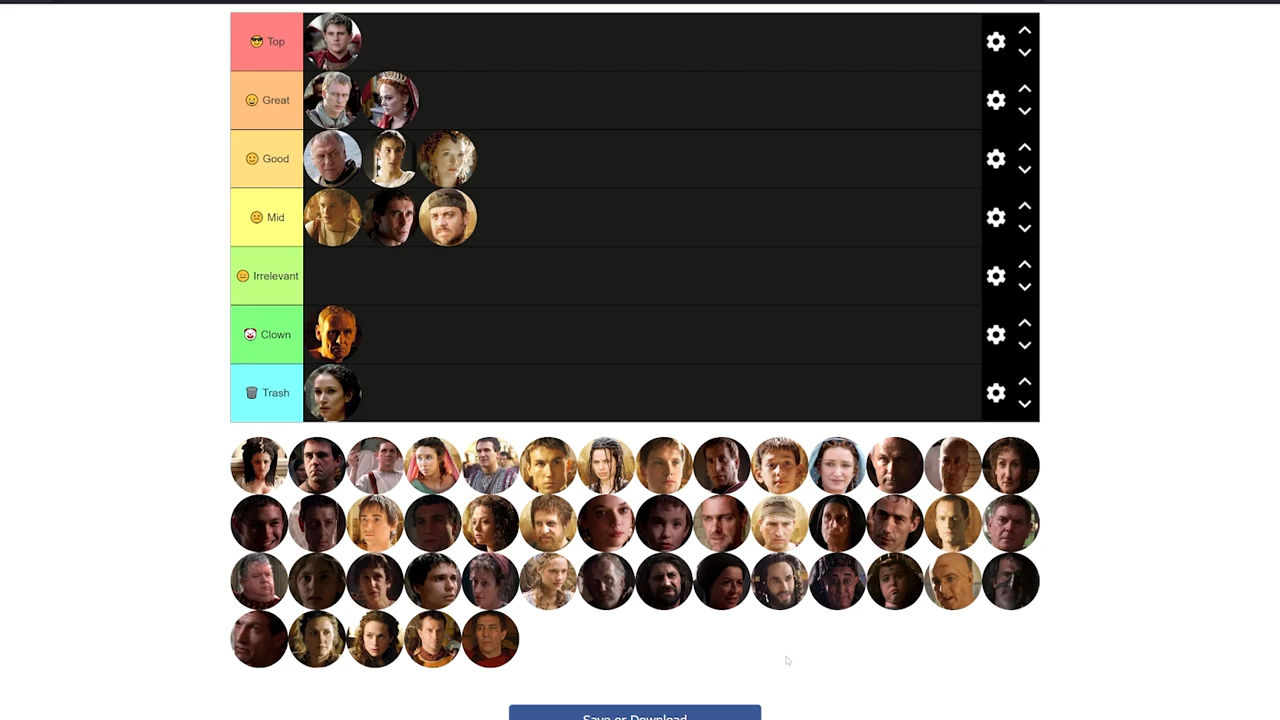 😎 Top
😀 Great
🙂 Good
😐 Mid
😑 Irrelevant
🤡 Clown
🗑️ Trash
Save or Download